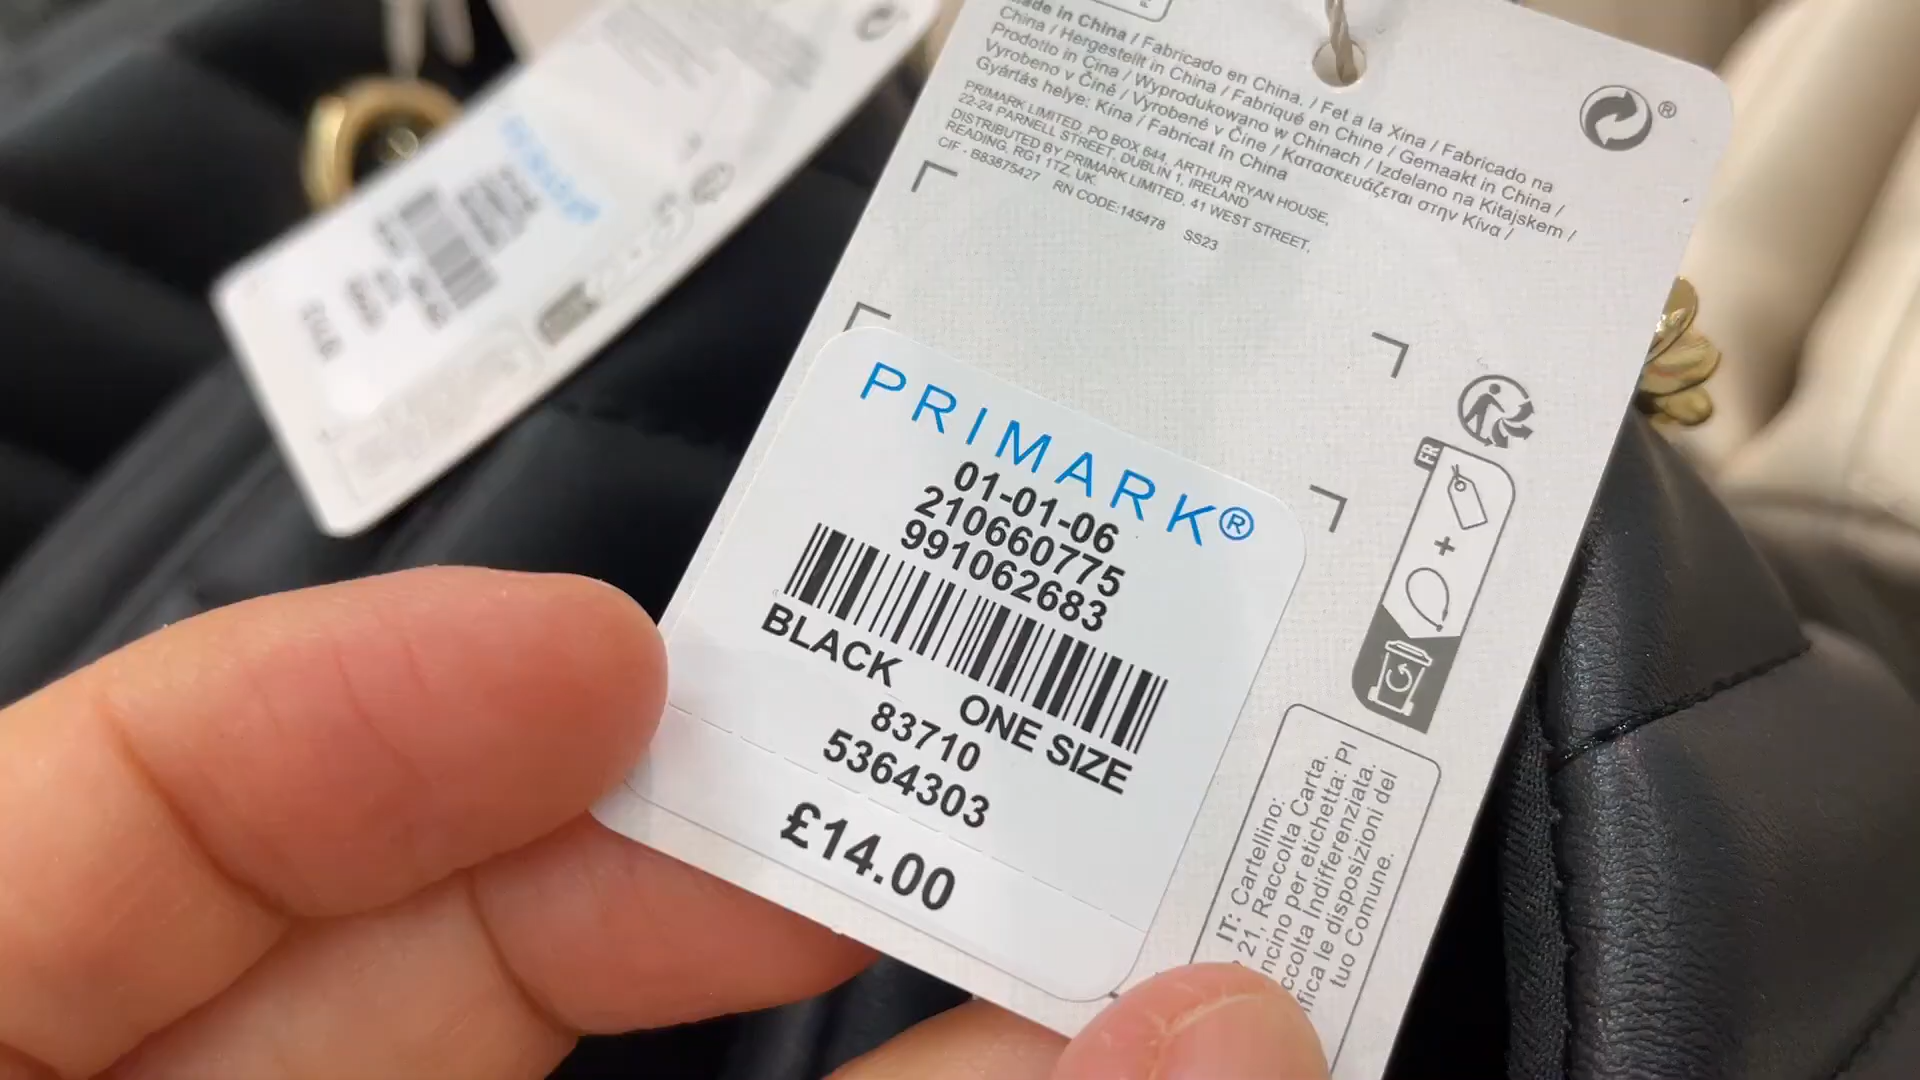 Made in China / Fabricado en China. / Fet a la Xina / Fabricado na
China / Hergestellt in China / Fabriqué en Chine / Gemaakt in China /
Prodotto in Cina / Wyprodukowano w Chinach / Izdelano na Kitajskem /
Vyrobeno v Číně / Vyrobené v Číne / Κατασκευάζεται στην Κίνα /
Gyártás helye: Kína / Fabricat în China
PRIMARK LIMITED, PO BOX 644, ARTHUR RYAN HOUSE,
22-24 PARNELL STREET, DUBLIN 1, IRELAND
DISTRIBUTED BY PRIMARK LIMITED, 41 WEST STREET,
READING, RG1 1TZ, UK.
CIF - B83875427 RN CODE:145478 SS23
®
PRIMARK®
01-01-06
210660775
991062683
BLACK ONE SIZE
83710
5364303
£14.00
FR
+
IT: Cartellino:
21, Raccolta Carta.
ncino per etichetta: PI
ccolta Indifferenziata.
ifica le disposizioni del
tuo Comune.